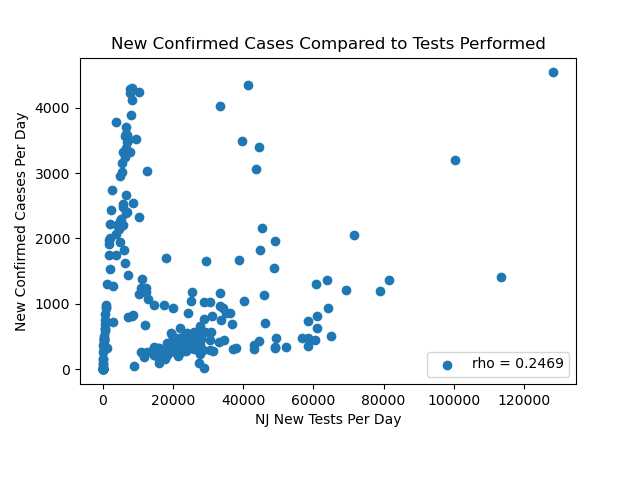 New Confirmed Cases Compared to Tests Performed
4000
3000
2000
1000
0
New Confirmed Caeses Per Day
0 20000 40000 60000 80000 100000 120000
NJ New Tests Per Day
rho = 0.2469